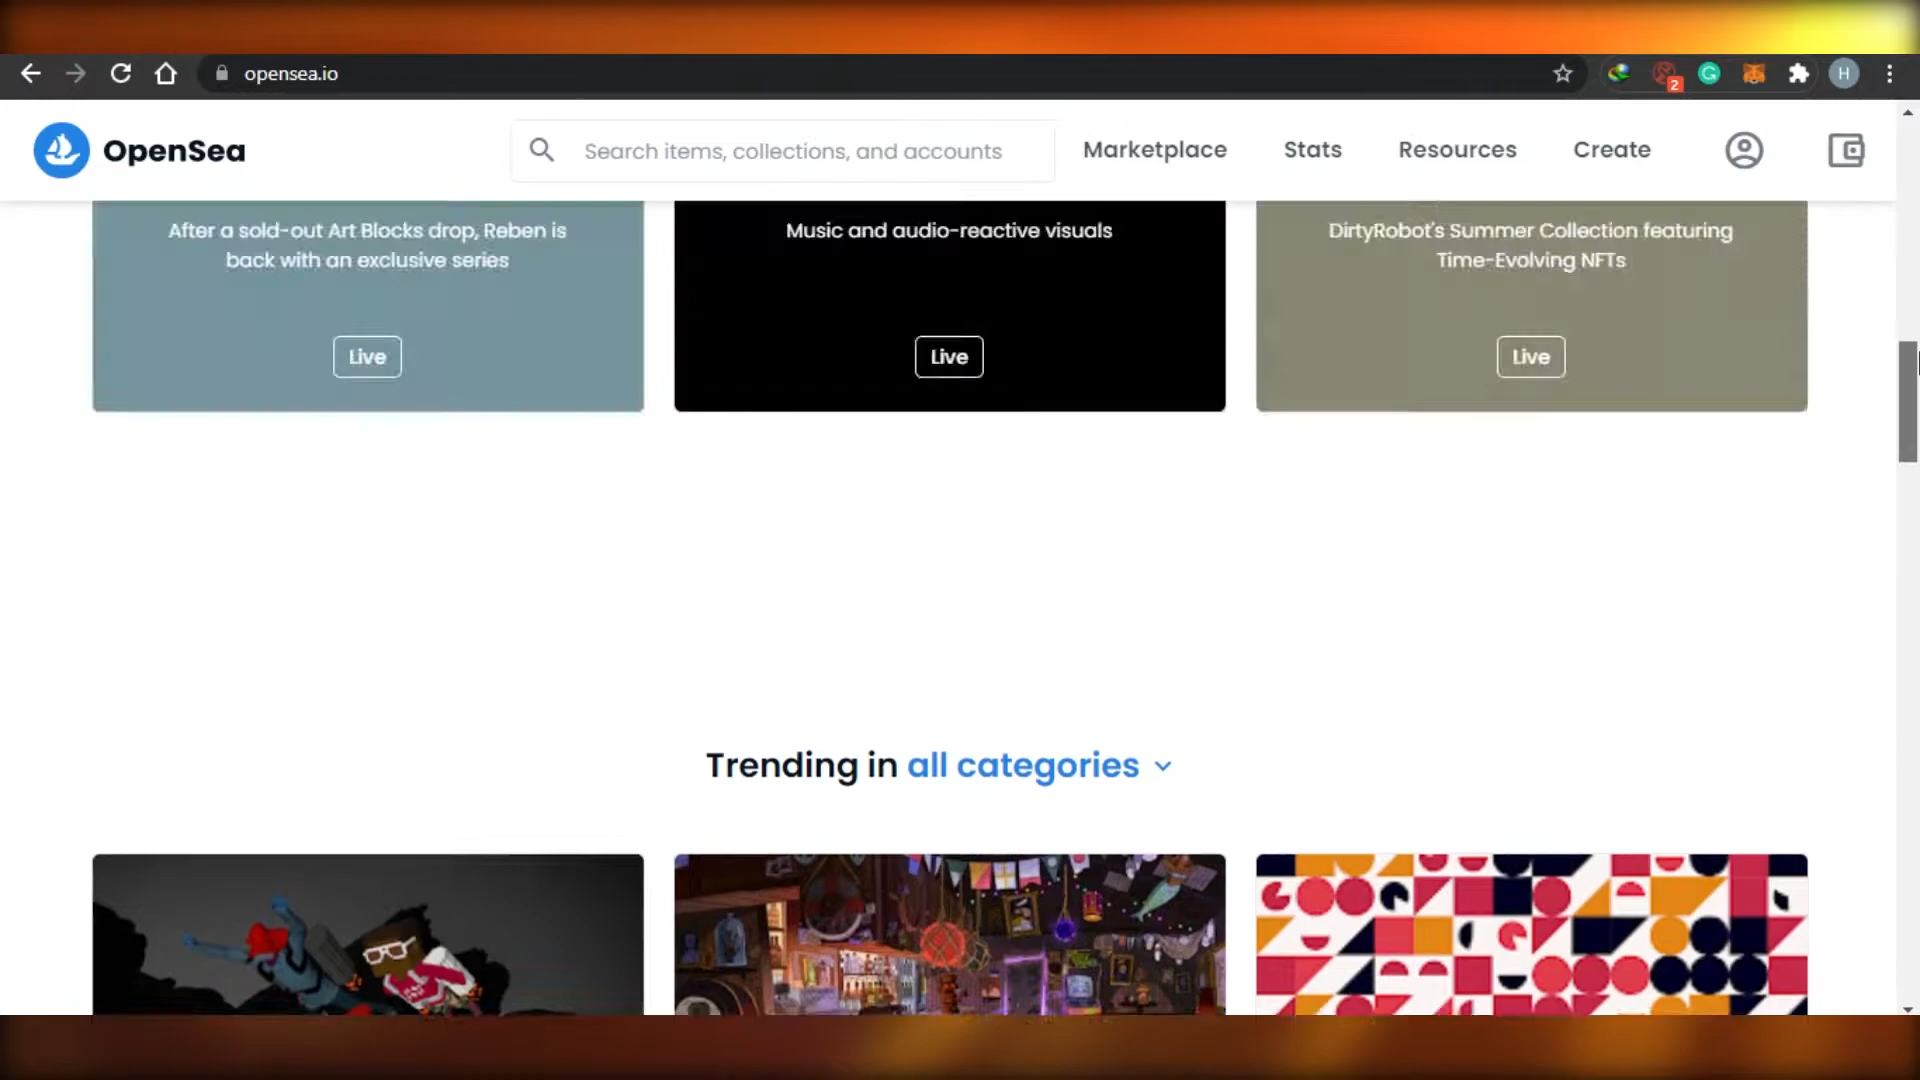 opensea.io
2
G
H
OpenSea
Search items, collections, and accounts
Marketplace
Stats
Resources
Create
After a sold-out Art Blocks drop, Reben is
back with an exclusive series
Live
Music and audio-reactive visuals
Live
DirtyRobot's Summer Collection featuring
Time-Evolving NFTs
Live
Trending in all categories